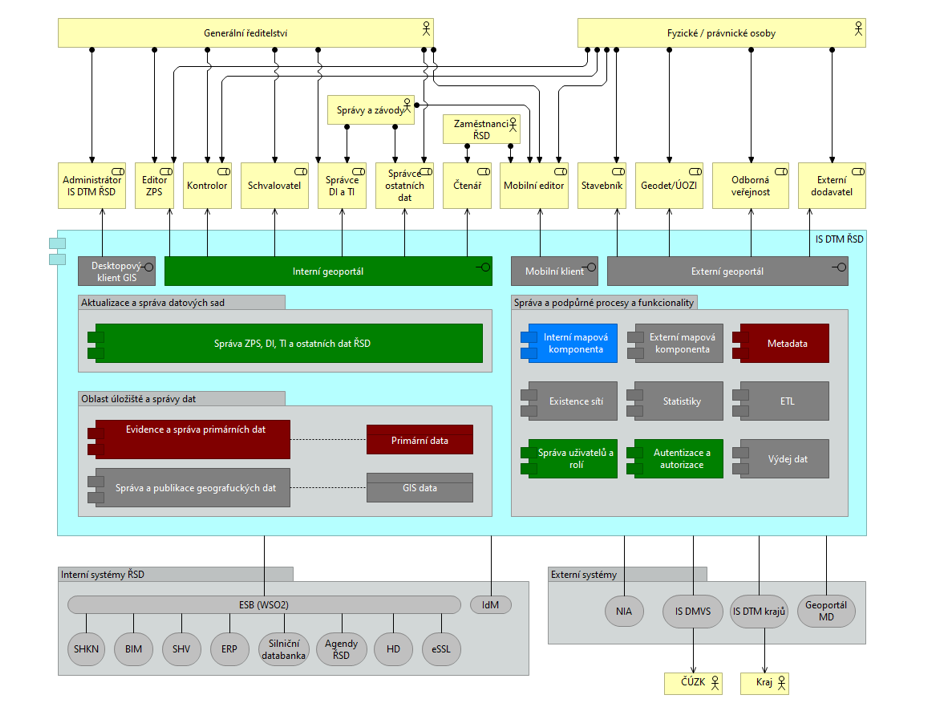 Generální ředitelství
Fyzické / právnické osoby
Správy a závody
Zaměstnanci
ŘSD
Administrátor
IS DTM ŘSD
Editor
ZPS
Kontrolor
Schvalovatel
Správce
DI a TI
Správce
ostatních
dat
Čtenář
Mobilní editor
Stavebník
Geodet/ÚOZI
Odborná
veřejnost
Externí
dodavatel
IS DTM ŘSD
Desktopový
klient GIS
Interní geoportál
Mobilní klient
Externí geoportál
Aktualizace a správa datových sad
Správa ZPS, DI, TI a ostatních dat ŘSD
Správa a podpůrné procesy a funkcionality
Interní mapová
komponenta
Externí mapová
komponenta
Metadata
Existence sítí
Statistiky
ETL
Správa uživatelů a
rolí
Autentizace a
autorizace
Výdej dat
Oblast úložiště a správy dat
Evidence a správa primárních dat
Primární data
Správa a publikace geografuckých dat
GIS data
Interní systémy ŘSD
ESB (WSO2)
IdM
SHKN
BIM
SHV
ERP
Silniční
databanka
Agendy
ŘSD
HD
eSSL
Externí systémy
NIA
IS DMVS
IS DTM krajů
Geoportál
MD
ČÚZK
Kraj